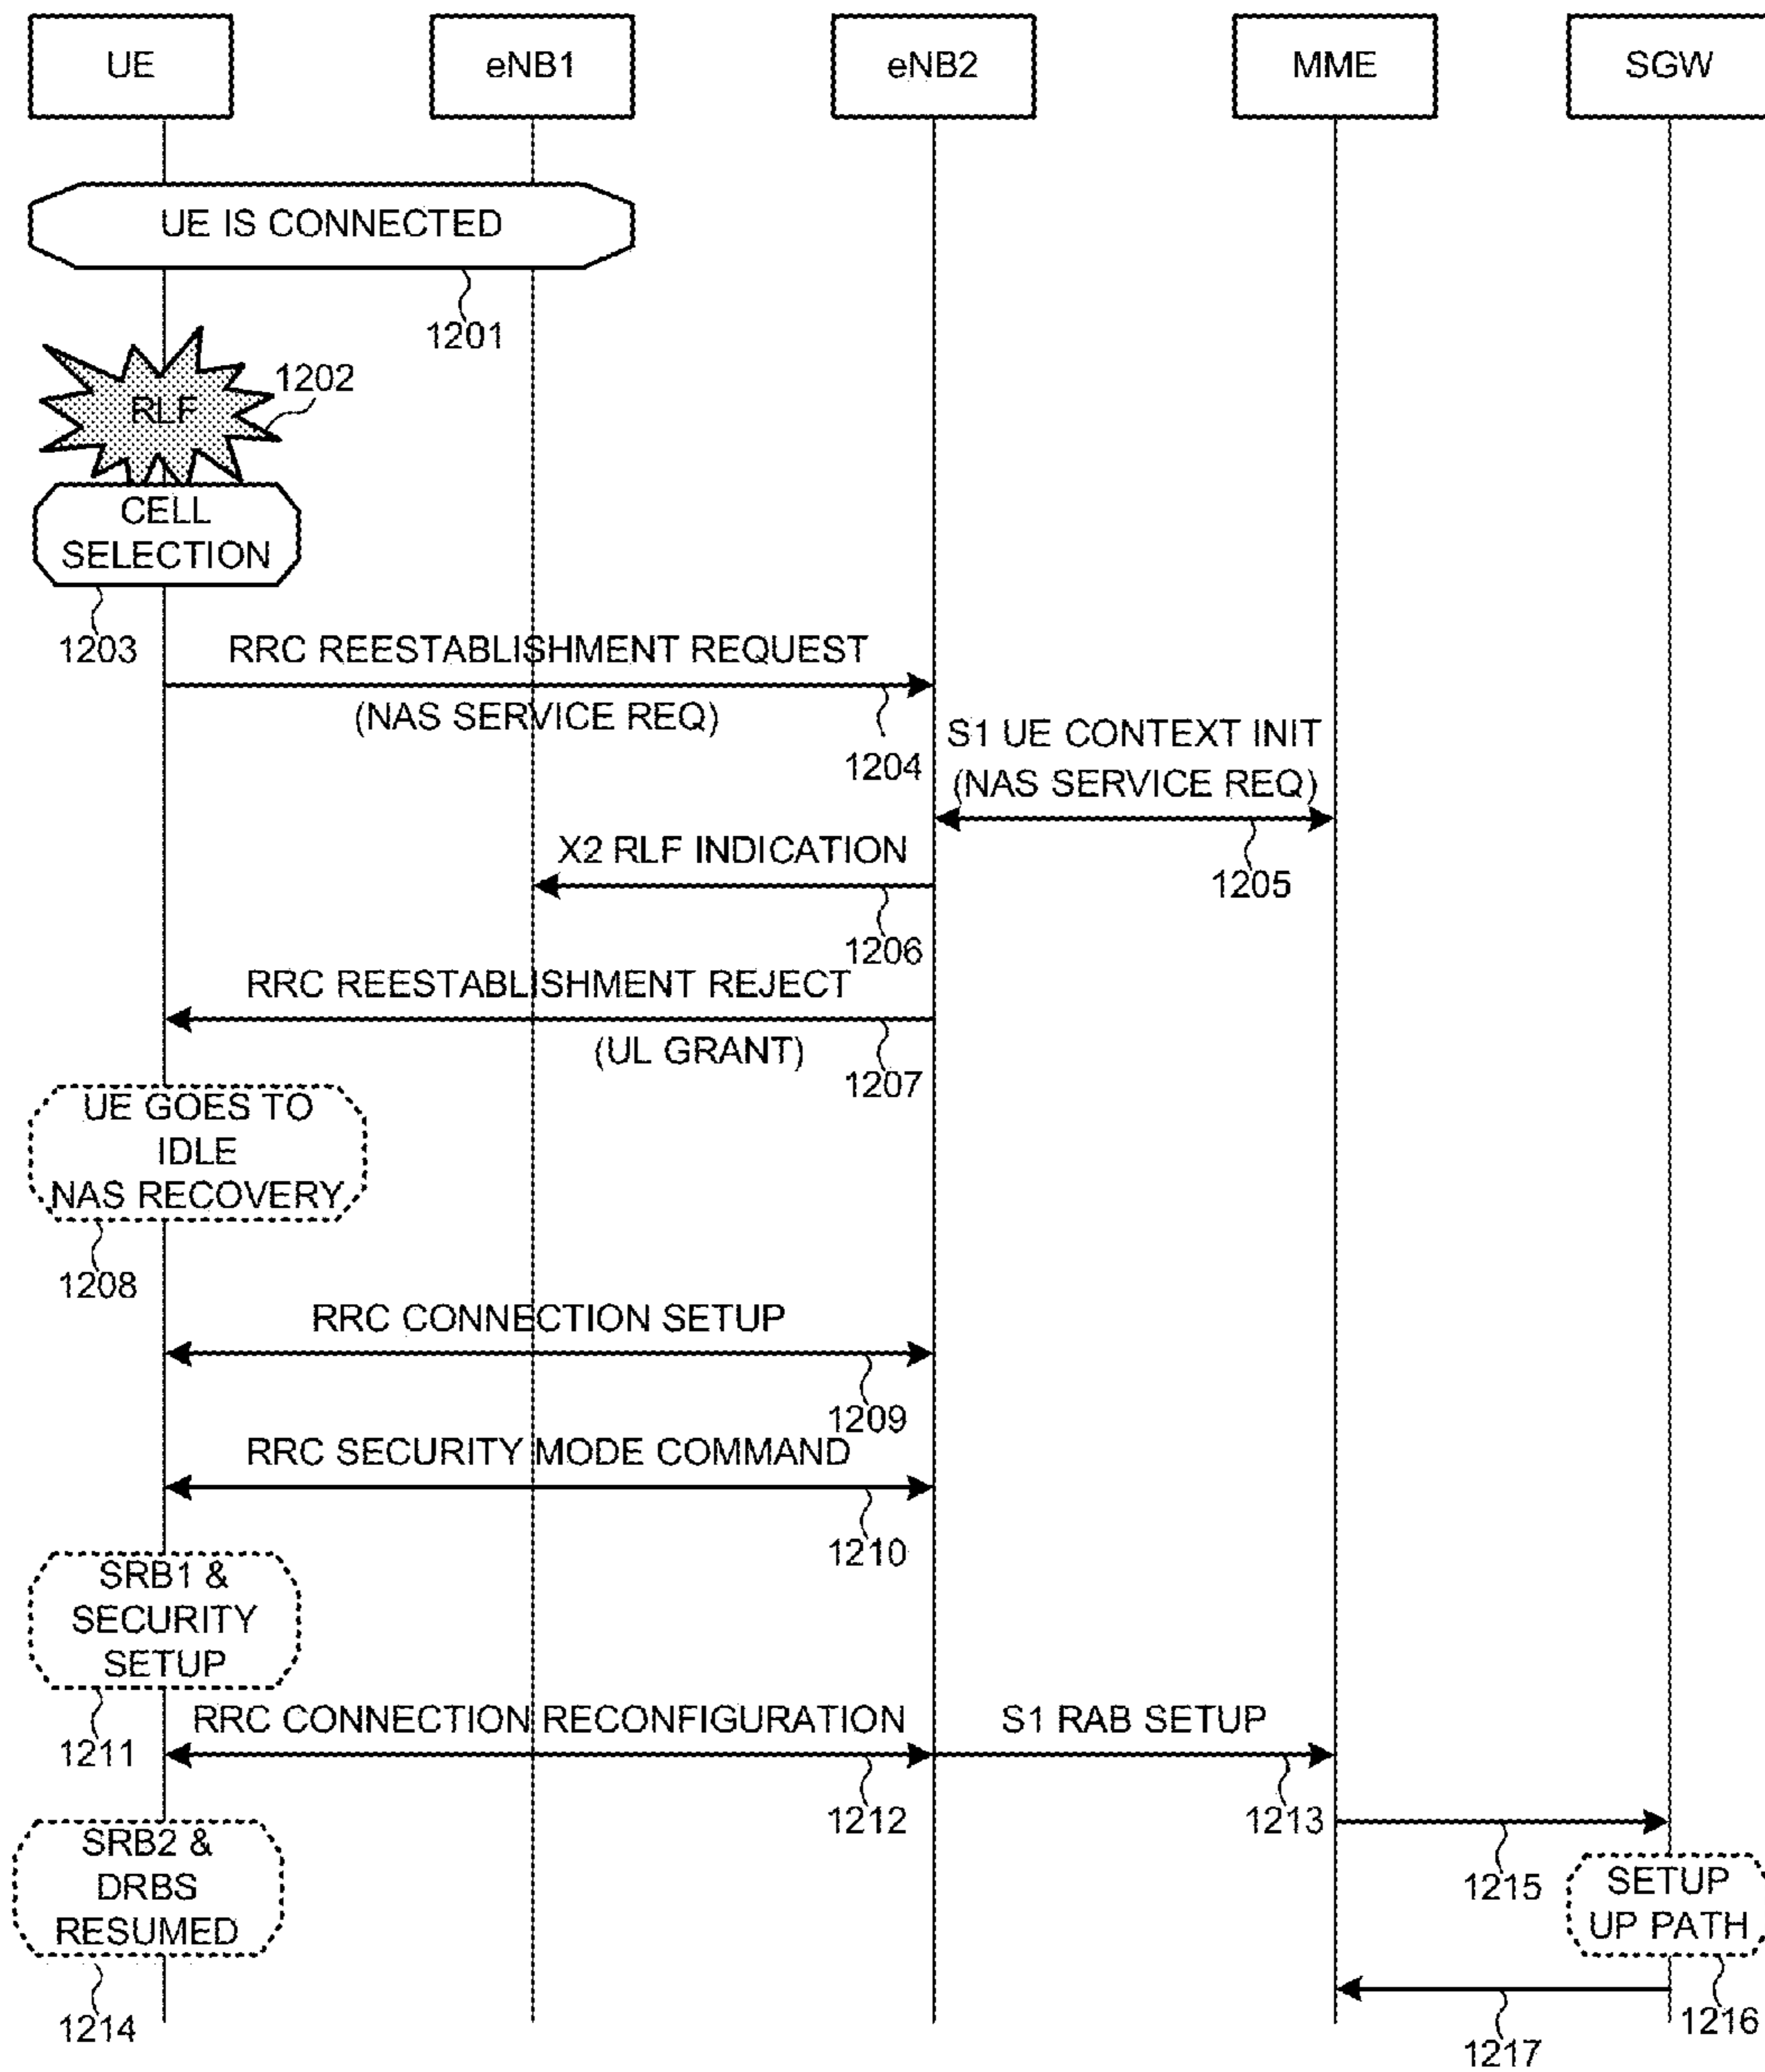 UE
eNB1
eNB2
MME
SGW
UE IS CONNECTED
1201
RLF
1202
CELL
SELECTION
1203
RRC REESTABLISHMENT REQUEST
(NAS SERVICE REQ)
1204
S1 UE CONTEXT INIT
(NAS SERVICE REQ)
1205
X2 RLF INDICATION
1206
RRC REESTABLISHMENT REJECT
(UL GRANT)
1207
UE GOES TO
IDLE
NAS RECOVERY
1208
RRC CONNECTION SETUP
1209
RRC SECURITY MODE COMMAND
1210
SRB1 &
SECURITY
SETUP
1211
RRC CONNECTION RECONFIGURATION
1212
S1 RAB SETUP
1213
SRB2 &
DRBS
RESUMED
1214
1215
SETUP
UP PATH
1216
1217